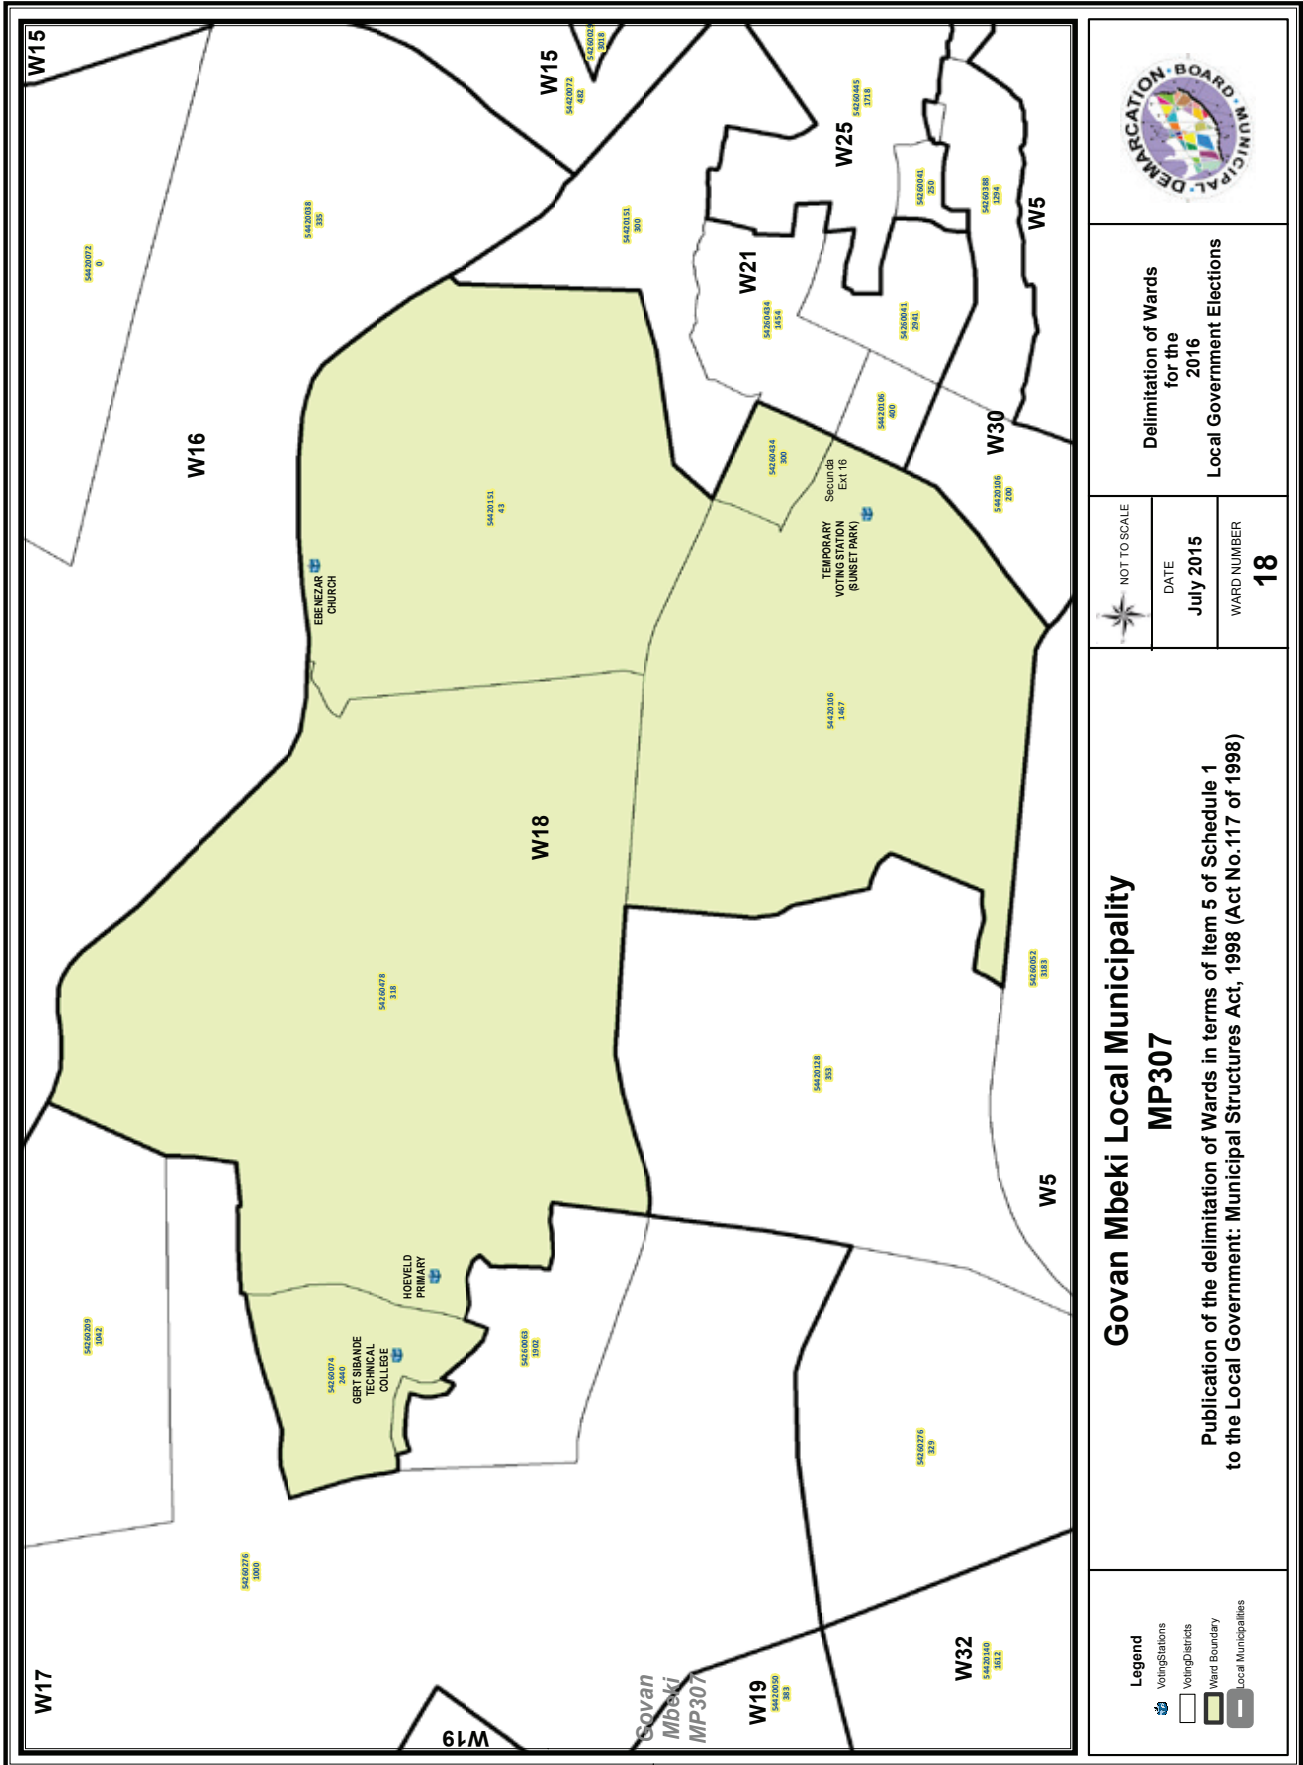 W15
54420072
0
54420038
335
W15
54420072
482
3018
W16
54420151
300
W25
54260445
1718
54260041
250
54260388
1294
W5
W21
54260434
1454
54260041
2941
54420106
400
W30
54420106
200
54260434
300
Secunda
Ext 16
TEMPORARY
VOTING STATION
(SUNSET PARK)
54420151
43
EBENEZAR
CHURCH
54420106
1467
W18
54260478
318
54260052
3183
54420128
353
W5
HOEVELD
PRIMARY
GERT SIBANDE
TECHNICAL
COLLEGE
54260074
2440
54260063
1902
54260209
1042
54260276
1000
54260276
329
W17
W19
Govan
Mbeki
MP307
W19
54420050
383
W32
54420140
1612
MUNICIPAL·DEMARCATION·BOARD·
Delimitation of Wards
for the
2016
Local Government Elections
NOT TO SCALE
DATE
July 2015
WARD NUMBER
18
Govan Mbeki Local Municipality
MP307
Publication of the delimitation of Wards in terms of Item 5 of Schedule 1
to the Local Government: Municipal Structures Act, 1998 (Act No.117 of 1998)
Legend
VotingStations
VotingDistricts
Ward Boundary
Local Municipalities